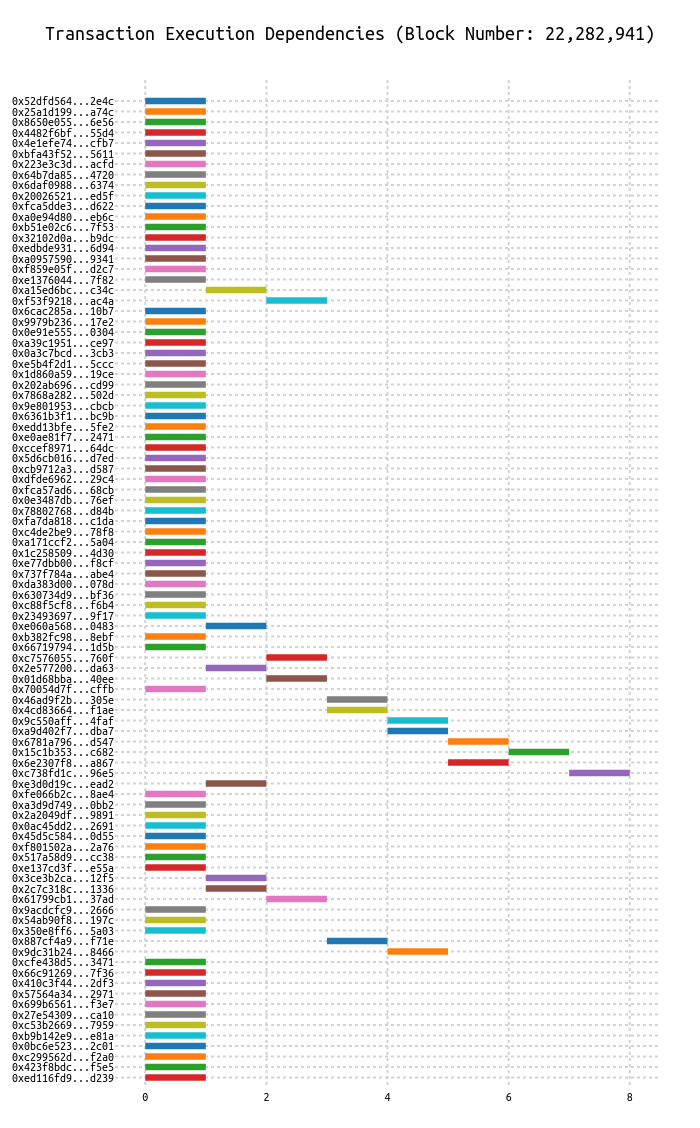 Transaction Execution Dependencies (Block Number: 22,282,941)
0x52dfd564...2e4c
0x25a1d199...a74c
0x8650e055...6e56
0x4482f6bf...55d4
0x4e1efe74...cfb7
0xbfa43f52...5611
0x223e3c3d...acfd
0x64b7da85...4720
0x6daf0988...6374
0x20026521...ed5f
0xfca5dde3...d622
0xa0e94d80...eb6c
0xb51e02c6...7f53
0x32102d0a...b9dc
0xedbde931...6d94
0xa0957590...9341
0xf859e05f...d2c7
0xe1376044...7f82
0xa15ed6bc...c34c
0xf53f9218...ac4a
0x6cac285a...10b7
0x9979b236...17e2
0x0e91e555...0304
0xa39c1951...ce97
0x0a3c7bcd...3cb3
0xe5b4f2d1...5ccc
0x1d860a59...19ce
0x202ab696...cd99
0x7868a282...502d
0x9e801953...cbcb
0x6361b3f1...bc9b
0xedd13bfe...5fe2
0xe0ae81f7...2471
0xccef8971...64dc
0x5d6cb016...d7ed
0xcb9712a3...d587
0xdfde6962...29c4
0xfca57ad6...68cb
0x0e3487db...76ef
0x78802768...d84b
0xfa7da818...c1da
0xc4de2be9...78f8
0xa171ccf2...5a04
0x1c258509...4d30
0xe77dbb00...f8cf
0x737f784a...abe4
0xda383d00...078d
0x630734d9...bf36
0xc88f5cf8...f6b4
0x23493697...9f17
0xe060a568...0483
0xb382fc98...8ebf
0x66719794...1d5b
0xc7576055...760f
0x2e577200...da63
0x01d68bba...40ee
0x70054d7f...cffb
0x46ad9f2b...305e
0x4cd83664...f1ae
0x9c550aff...4faf
0xa9d402f7...dba7
0x6781a796...d547
0x15c1b353...c682
0x6e2307f8...a867
0xc738fd1c...96e5
0xe3d0d19c...ead2
0xfe066b2c...8ae4
0xa3d9d749...0bb2
0x2a2049df...9891
0x0ac45dd2...2691
0x45d5c584...0d55
0xf801502a...2a76
0x517a58d9...cc38
0xe137cd3f...e55a
0x3ce3b2ca...12f5
0x2c7c318c...1336
0x61799cb1...37ad
0x9acdcfc9...2666
0x54ab90f8...197c
0x350e8ff6...5a03
0x887cf4a9...f71e
0x9dc31b24...8466
0xcfe438d5...3471
0x66c91269...7f36
0x410c3f44...2df3
0x57564a34...2971
0x699b6561...f3e7
0x27e54309...ca10
0xc53b2669...7959
0xb9b142e9...e81a
0x0bc6e523...2c01
0xc299562d...f2a0
0x423f8bdc...f5e5
0xed116fd9...d239
0 2 4 6 8